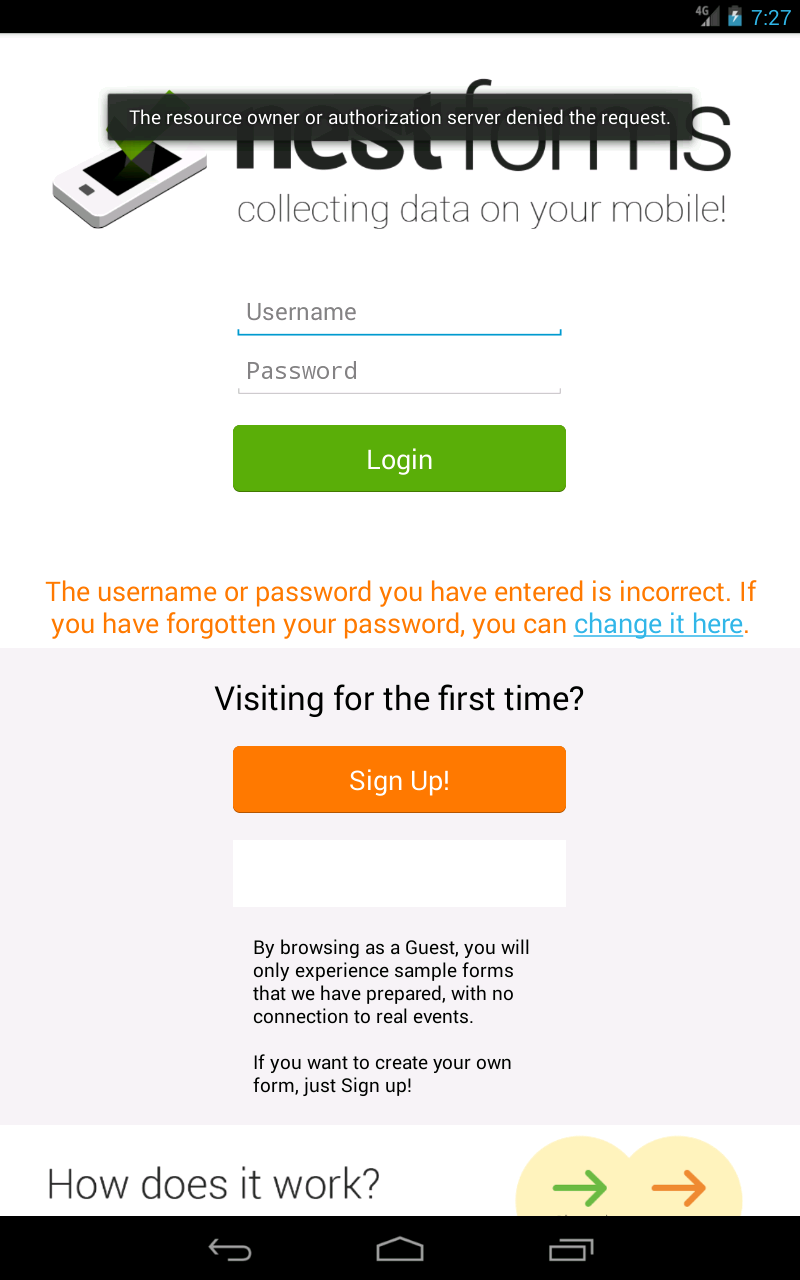 4G 7:27
The resource owner or authorization server denied the request.
nestforms
collecting data on your mobile!
Username
Password
Login
The username or password you have entered is incorrect. If
you have forgotten your password, you can change it here.
Visiting for the first time?
Sign Up!
By browsing as a Guest, you will
only experience sample forms
that we have prepared, with no
connection to real events.
If you want to create your own
form, just Sign up!
How does it work?